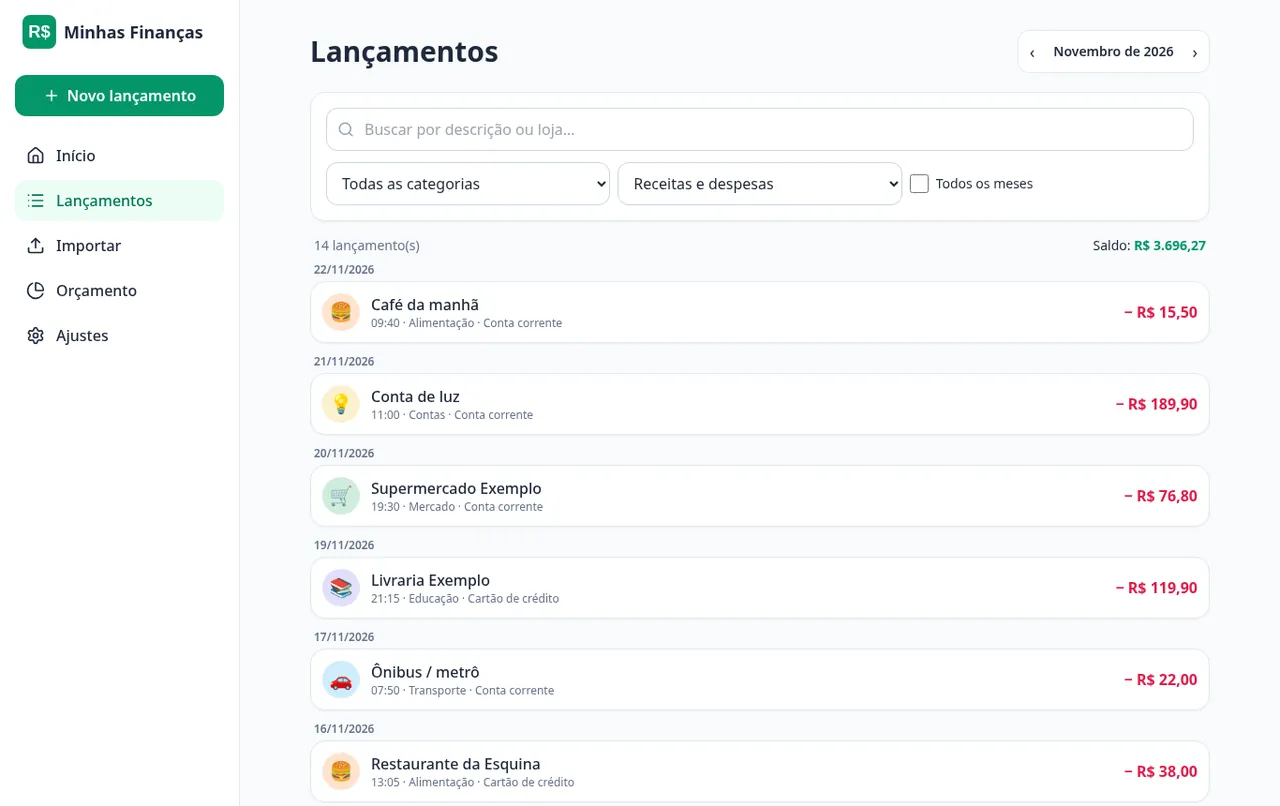 R$ Minhas Finanças
+ Novo lançamento
Início
Lançamentos
Importar
Orçamento
Ajustes
Lançamentos
‹ Novembro de 2026 ›
Buscar por descrição ou loja...
Todas as categorias
Receitas e despesas
Todos os meses
14 lançamento(s)
Saldo: R$ 3.696,27
22/11/2026
Café da manhã
09:40 · Alimentação · Conta corrente
− R$ 15,50
21/11/2026
Conta de luz
11:00 · Contas · Conta corrente
− R$ 189,90
20/11/2026
Supermercado Exemplo
19:30 · Mercado · Conta corrente
− R$ 76,80
19/11/2026
Livraria Exemplo
21:15 · Educação · Cartão de crédito
− R$ 119,90
17/11/2026
Ônibus / metrô
07:50 · Transporte · Conta corrente
− R$ 22,00
16/11/2026
Restaurante da Esquina
13:05 · Alimentação · Cartão de crédito
− R$ 38,00